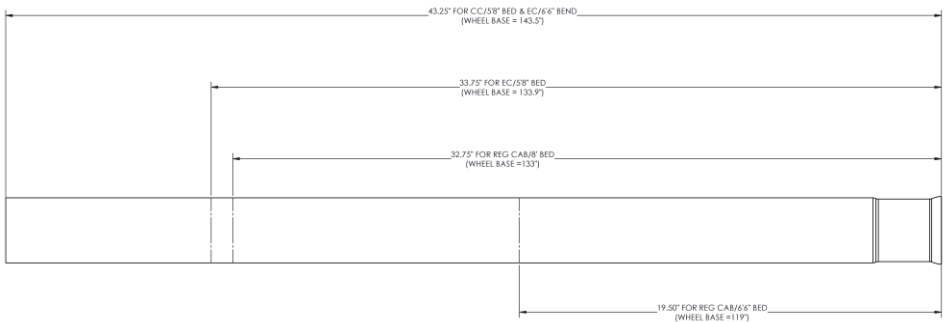 43.25" FOR CC/5'8" BED & EC/6'6" BEND
(WHEEL BASE = 143.5")
33.75" FOR EC/5'8" BED
(WHEEL BASE = 133.9")
32.75" FOR REG CAB/8' BED
(WHEEL BASE =133")
19.50" FOR REG CAB/6'6" BED
(WHEEL BASE =119")